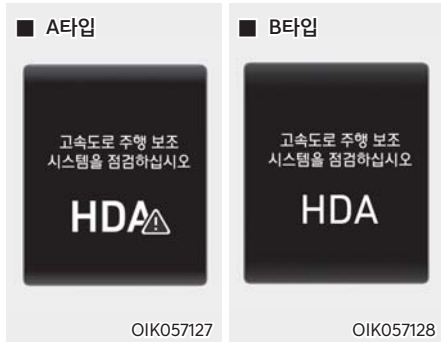 ■ A타입
고속도로 주행 보조
시스템을 점검하십시오
HDA
OIK057127
■ B타입
고속도로 주행 보조
시스템을 점검하십시오
HDA
OIK057128